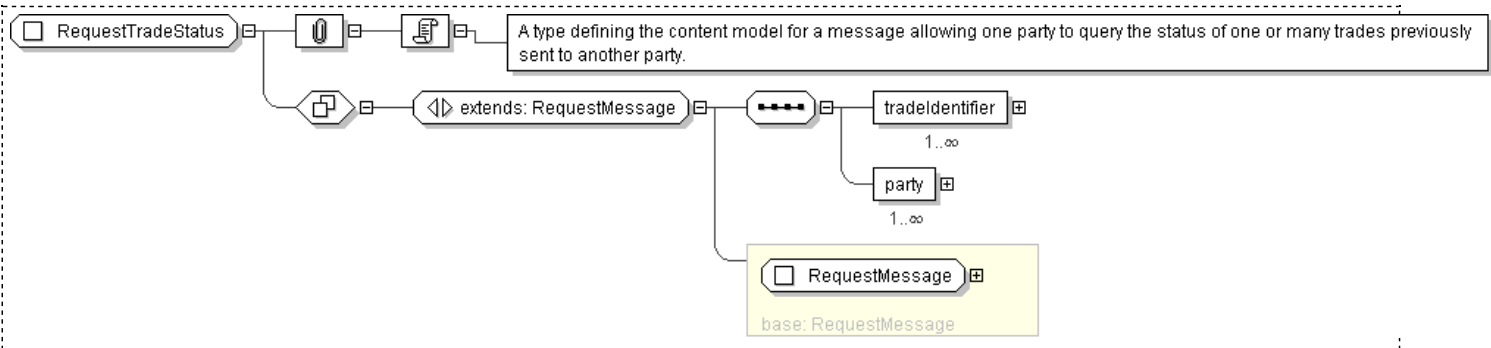 RequestTradeStatus
A type defining the content model for a message allowing one party to query the status of one or many trades previously
sent to another party.
extends: RequestMessage
tradeIdentifier
1..∞
party
1..∞
RequestMessage
base: RequestMessage